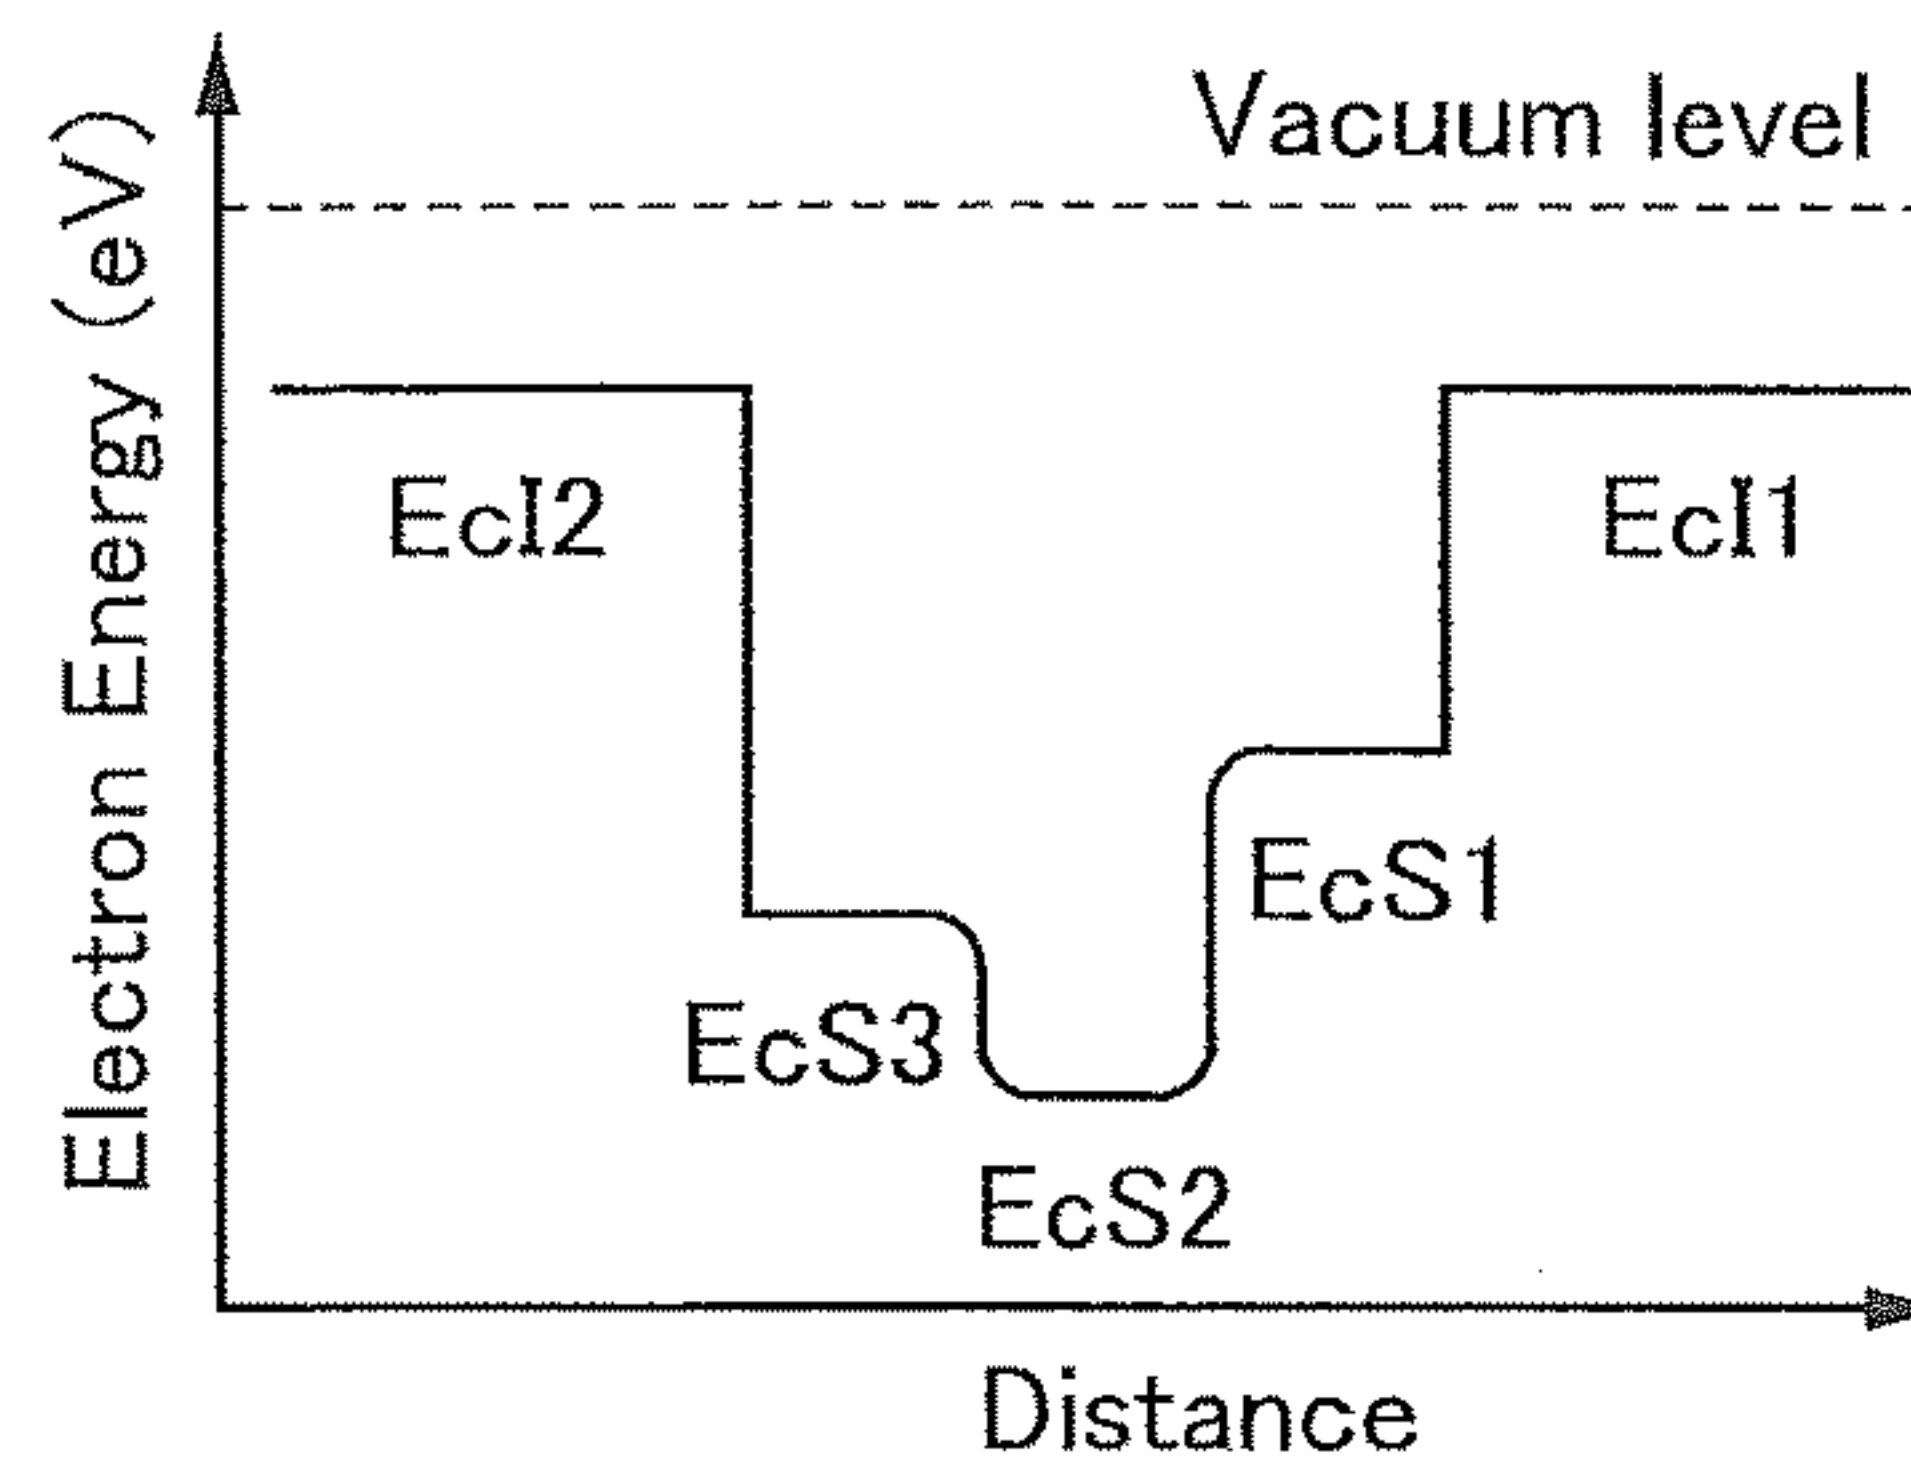 Vacuum level
Electron Energy (eV)
EcI2
EcI1
EcS1
EcS3
EcS2
Distance